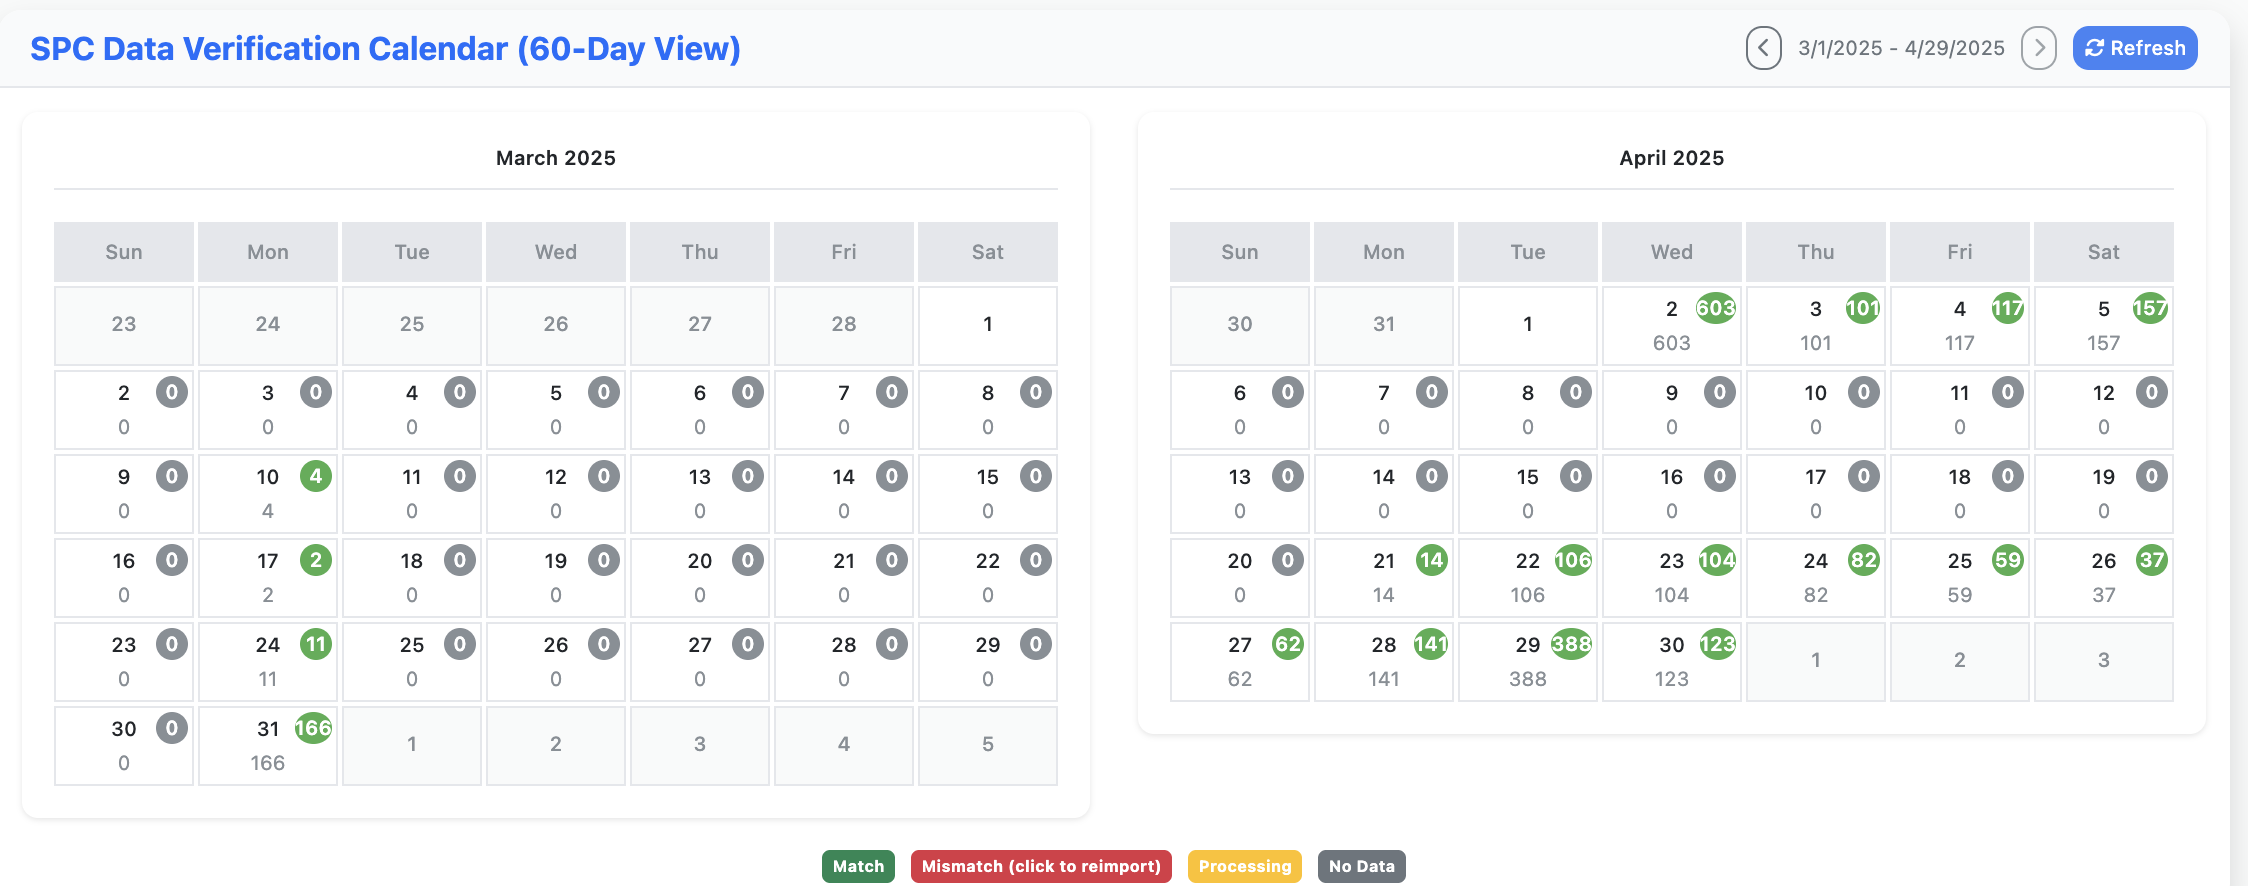 SPC Data Verification Calendar (60-Day View)
3/1/2025 - 4/29/2025
Refresh
March 2025
Sun Mon Tue Wed Thu Fri Sat
23 24 25 26 27 28 1
2 0 3 0 4 0 5 0 6 0 7 0 8 0
0 0 0 0 0 0 0
9 0 10 4 11 0 12 0 13 0 14 0 15 0
0 4 0 0 0 0 0
16 0 17 2 18 0 19 0 20 0 21 0 22 0
0 2 0 0 0 0 0
23 0 24 11 25 0 26 0 27 0 28 0 29 0
0 11 0 0 0 0 0
30 0 31 166 1 2 3 4 5
0 166
April 2025
Sun Mon Tue Wed Thu Fri Sat
30 31 1 2 603 3 101 4 117 5 157
603 101 117 157
6 0 7 0 8 0 9 0 10 0 11 0 12 0
0 0 0 0 0 0 0
13 0 14 0 15 0 16 0 17 0 18 0 19 0
0 0 0 0 0 0 0
20 0 21 14 22 106 23 104 24 82 25 59 26 37
0 14 106 104 82 59 37
27 62 28 141 29 388 30 123 1 2 3
62 141 388 123
Match
Mismatch (click to reimport)
Processing
No Data